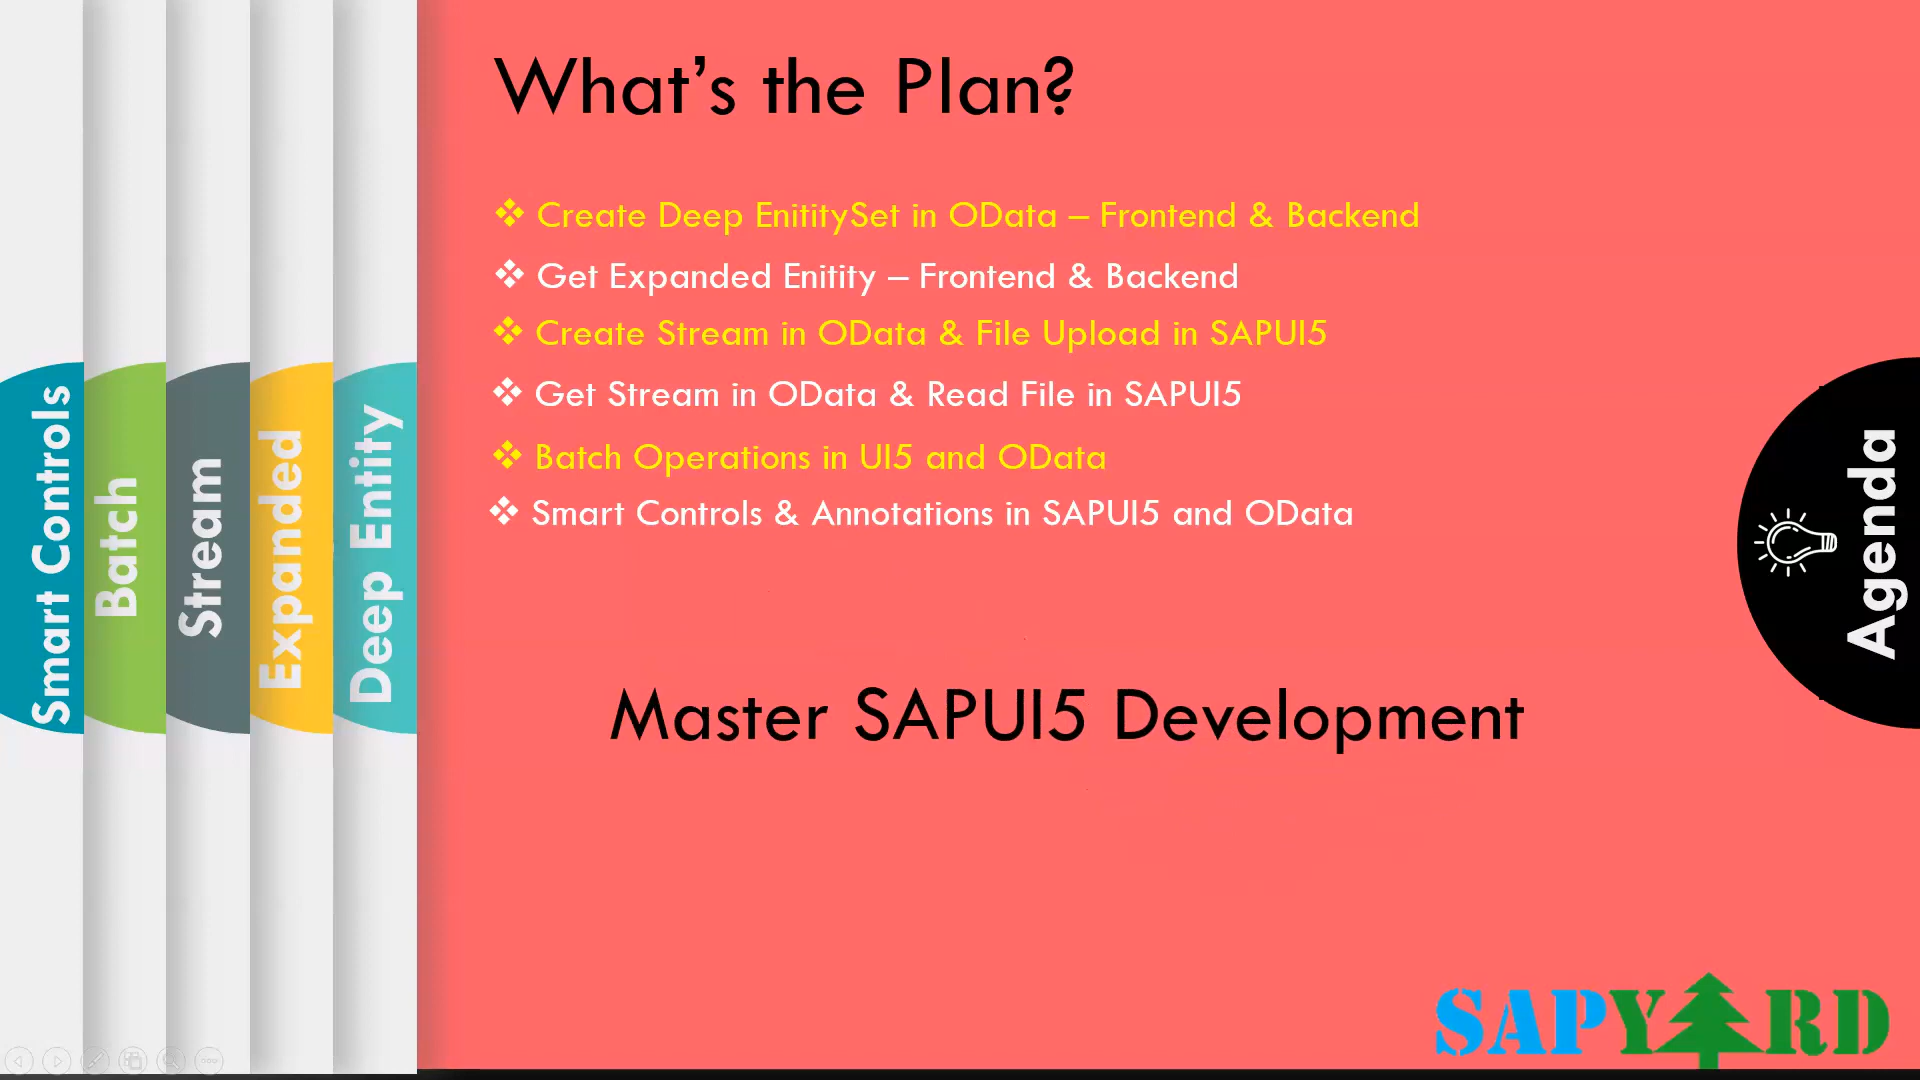 What's the Plan?
❖ Create Deep EnititySet in OData – Frontend & Backend
❖ Get Expanded Enitity – Frontend & Backend
❖ Create Stream in OData & File Upload in SAPUI5
❖ Get Stream in OData & Read File in SAPUI5
❖ Batch Operations in UI5 and OData
❖ Smart Controls & Annotations in SAPUI5 and OData
Master SAPUI5 Development
Smart Controls
Batch
Stream
Expanded
Deep Entity
Agenda
SAPYARD